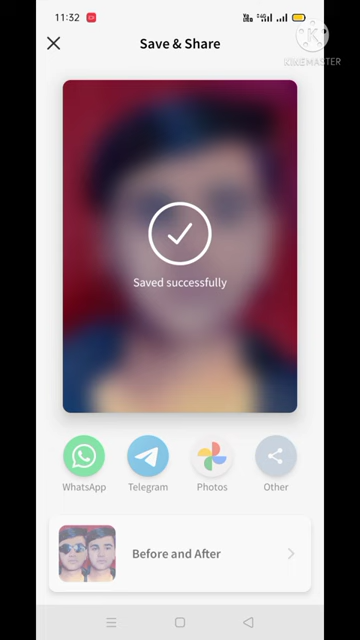 11:32
KINEMASTER
Save & Share
Saved successfully
WhatsApp
Telegram
Photos
Other
Before and After